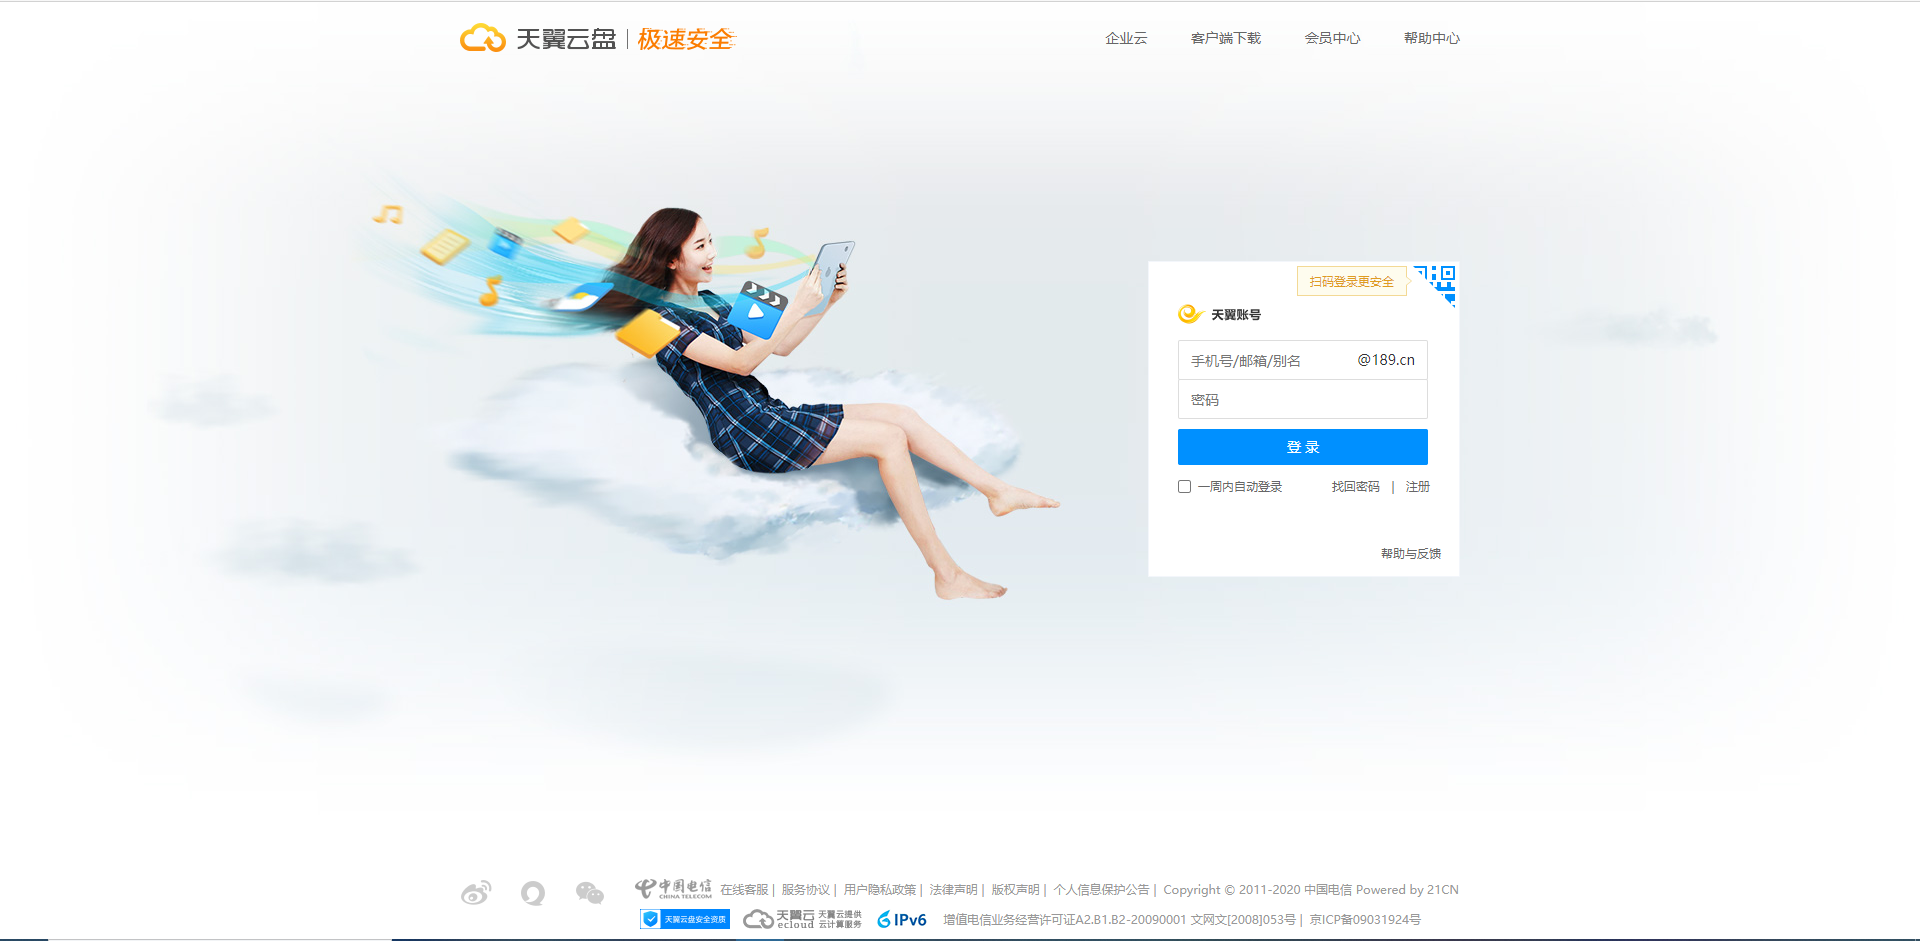 天翼云盘 极速安全 企业云 客户端下载 会员中心 帮助中心
扫码登录更安全
天翼账号
手机号/邮箱/别名 @189.cn
密码
登 录
一周内自动登录 找回密码 | 注册
帮助与反馈
中国电信 CHINA TELECOM 在线客服 | 服务协议 | 用户隐私政策 | 法律声明 | 版权声明 | 个人信息保护公告 | Copyright © 2011-2020 中国电信 Powered by 21CN
天翼云盘安全资质 天翼云 ecloud 天翼云提供 云计算服务 IPv6 增值电信业务经营许可证A2.B1.B2-20090001 文网文[2008]053号 | 京ICP备09031924号